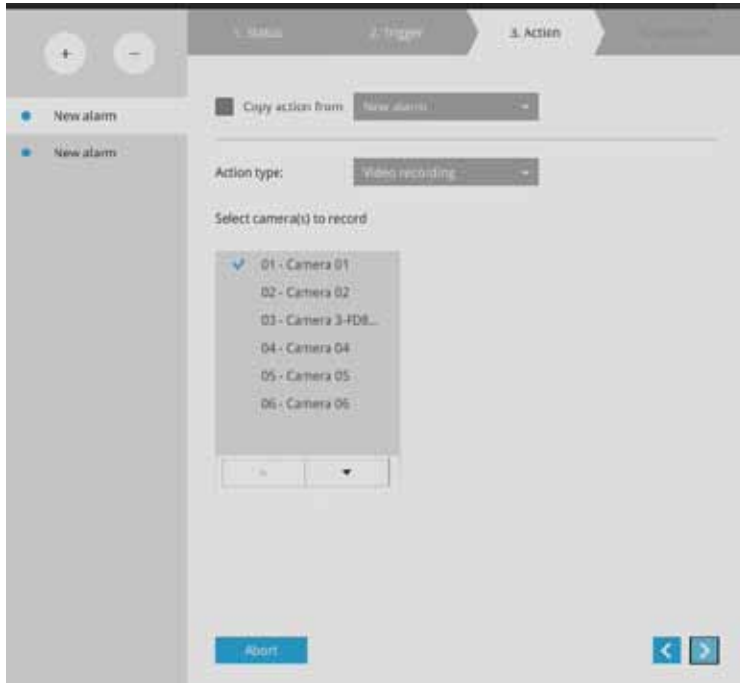 1. Status
2. Trigger
3. Action
+
−
New alarm
New alarm
Copy action from
New alarm
Action type:
Video recording
Select camera(s) to record
01 - Camera 01
02 - Camera 02
03 - Camera 3-FD8...
04 - Camera 04
05 - Camera 05
06 - Camera 06
Abort